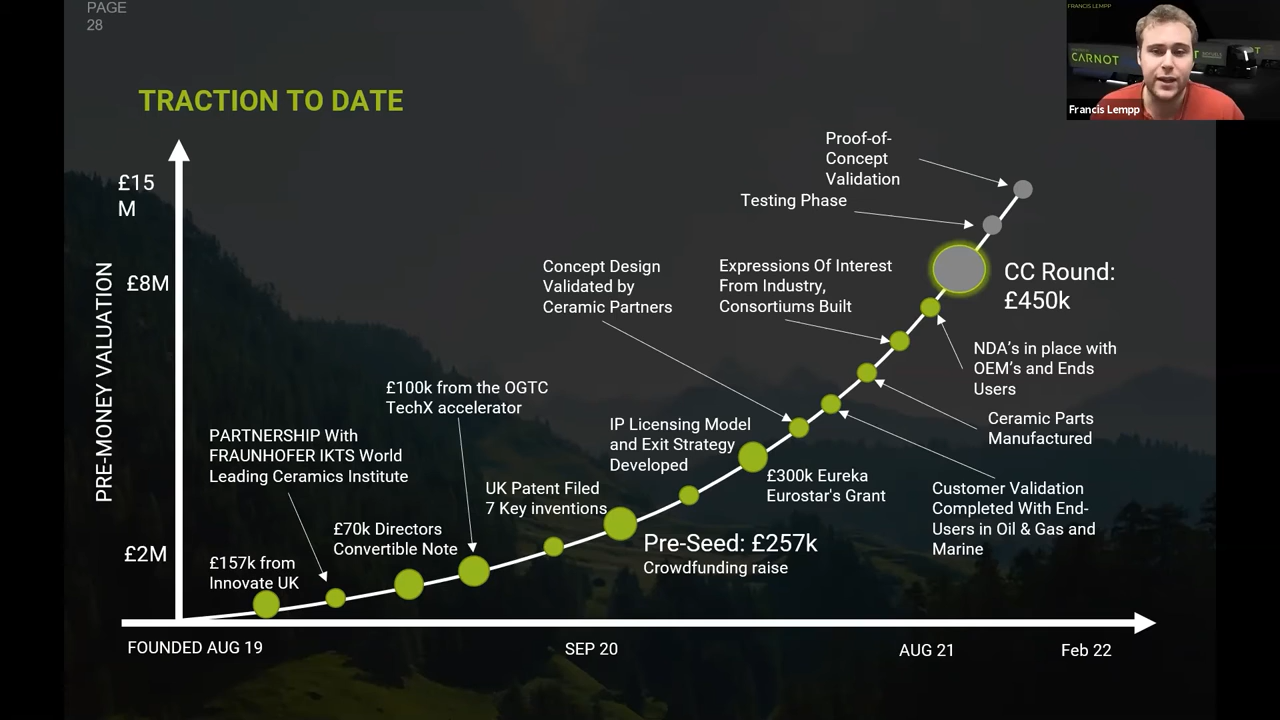 PAGE
28
FRANCIS LEMPP
CARNOT
Francis Lempp
TRACTION TO DATE
PRE-MONEY VALUATION
£15
M
£8M
£2M
Proof-of-
Concept
Validation
Testing Phase
CC Round:
£450k
Concept Design
Validated by
Ceramic Partners
Expressions Of Interest
From Industry,
Consortiums Built
NDA's in place with
OEM's and Ends
Users
£100k from the OGTC
TechX accelerator
Ceramic Parts
Manufactured
PARTNERSHIP With
FRAUNHOFER IKTS World
Leading Ceramics Institute
IP Licensing Model
and Exit Strategy
Developed
£300k Eureka
Eurostar's Grant
UK Patent Filed
7 Key inventions
Customer Validation
Completed With End-
Users in Oil & Gas and
Marine
£70k Directors
Convertible Note
Pre-Seed: £257k
Crowdfunding raise
£157k from
Innovate UK
FOUNDED AUG 19
SEP 20
AUG 21
Feb 22